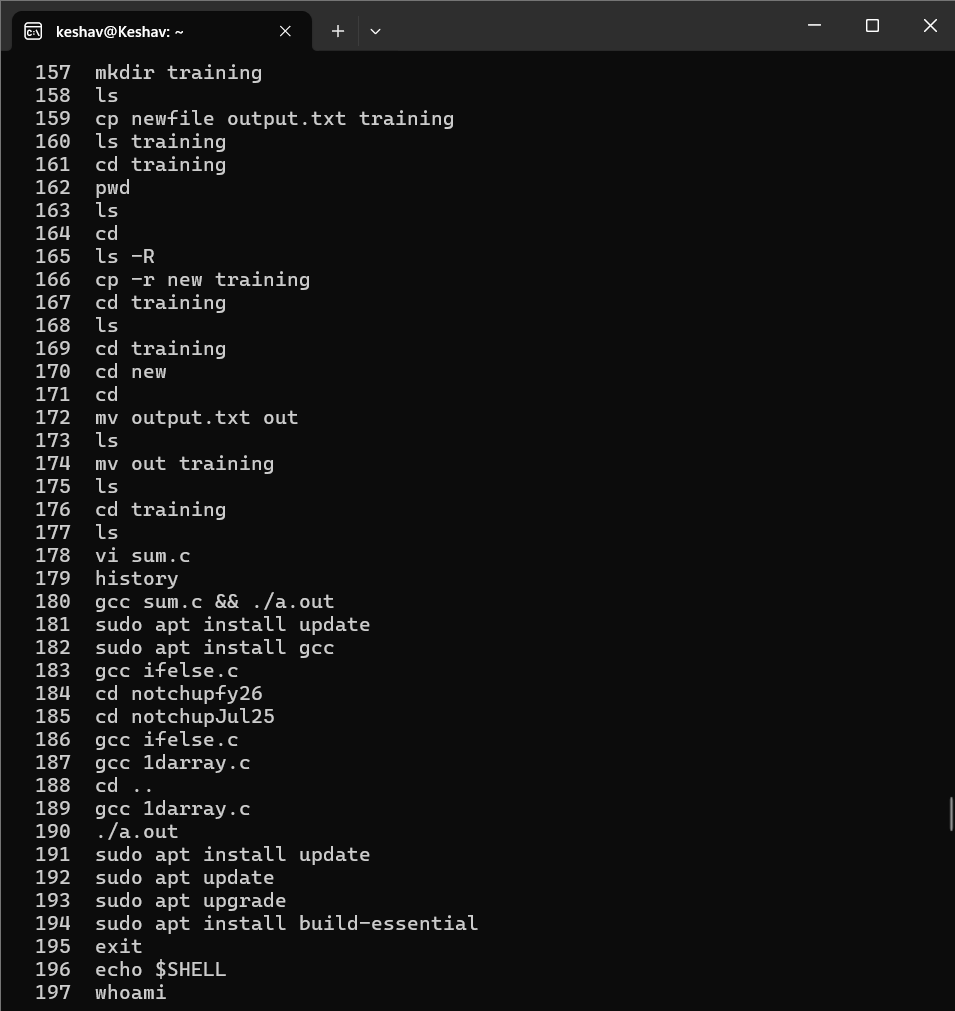 keshav@Keshav: ~
157 mkdir training
158 ls
159 cp newfile output.txt training
160 ls training
161 cd training
162 pwd
163 ls
164 cd
165 ls -R
166 cp -r new training
167 cd training
168 ls
169 cd training
170 cd new
171 cd
172 mv output.txt out
173 ls
174 mv out training
175 ls
176 cd training
177 ls
178 vi sum.c
179 history
180 gcc sum.c && ./a.out
181 sudo apt install update
182 sudo apt install gcc
183 gcc ifelse.c
184 cd notchupfy26
185 cd notchupJul25
186 gcc ifelse.c
187 gcc 1darray.c
188 cd ..
189 gcc 1darray.c
190 ./a.out
191 sudo apt install update
192 sudo apt update
193 sudo apt upgrade
194 sudo apt install build-essential
195 exit
196 echo $SHELL
197 whoami